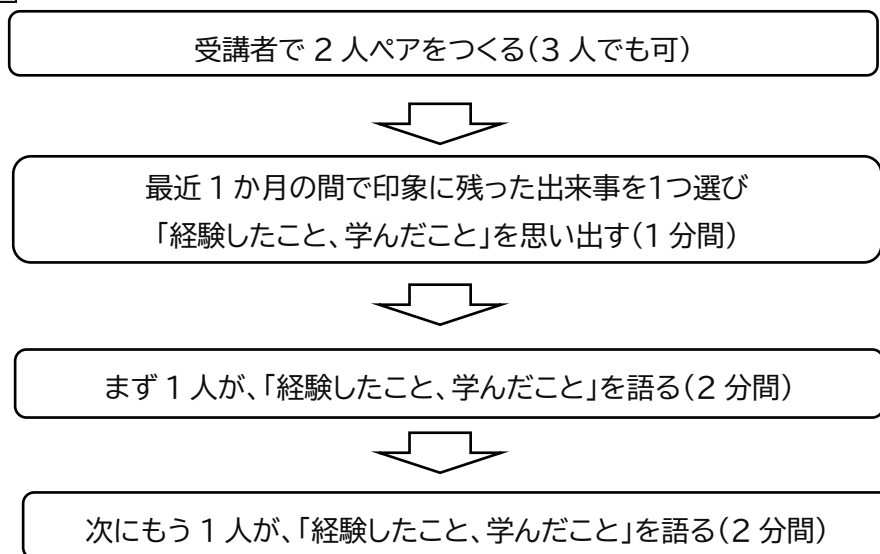 受講者で 2 人ペアをつくる(3 人でも可)
最近 1 か月の間で印象に残った出来事を1つ選び
「経験したこと、学んだこと」を思い出す(1 分間)
まず 1 人が、「経験したこと、学んだこと」を語る(2 分間)
次にもう 1 人が、「経験したこと、学んだこと」を語る(2 分間)